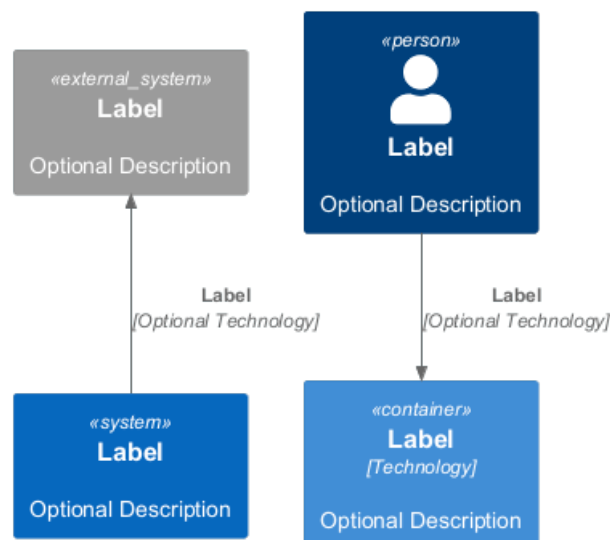 «external_system»
Label
Optional Description
«person»
Label
Optional Description
Label
[Optional Technology]
Label
[Optional Technology]
«system»
Label
Optional Description
«container»
Label
[Technology]
Optional Description